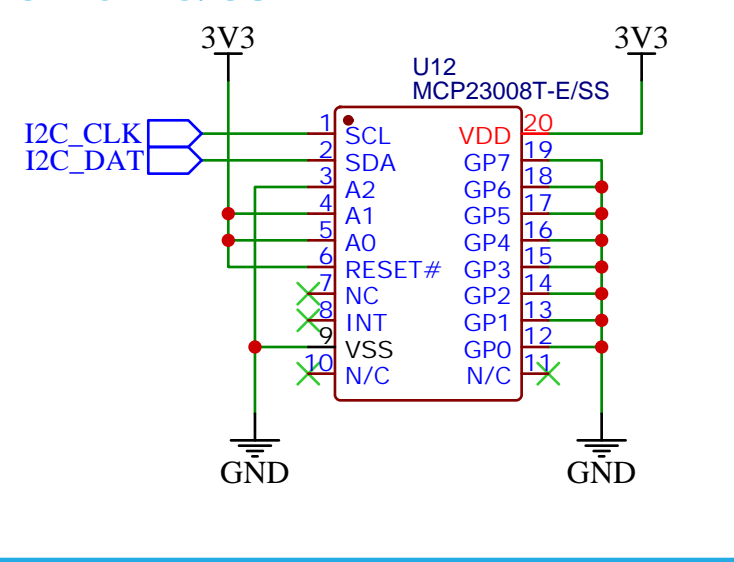 3V3
3V3
U12
MCP23008T-E/SS
I2C_CLK
I2C_DAT
1 SCL
2 SDA
3 A2
4 A1
5 A0
6 RESET#
7 NC
8 INT
9 VSS
10 N/C
VDD 20
GP7 19
GP6 18
GP5 17
GP4 16
GP3 15
GP2 14
GP1 13
GP0 12
N/C 11
GND
GND